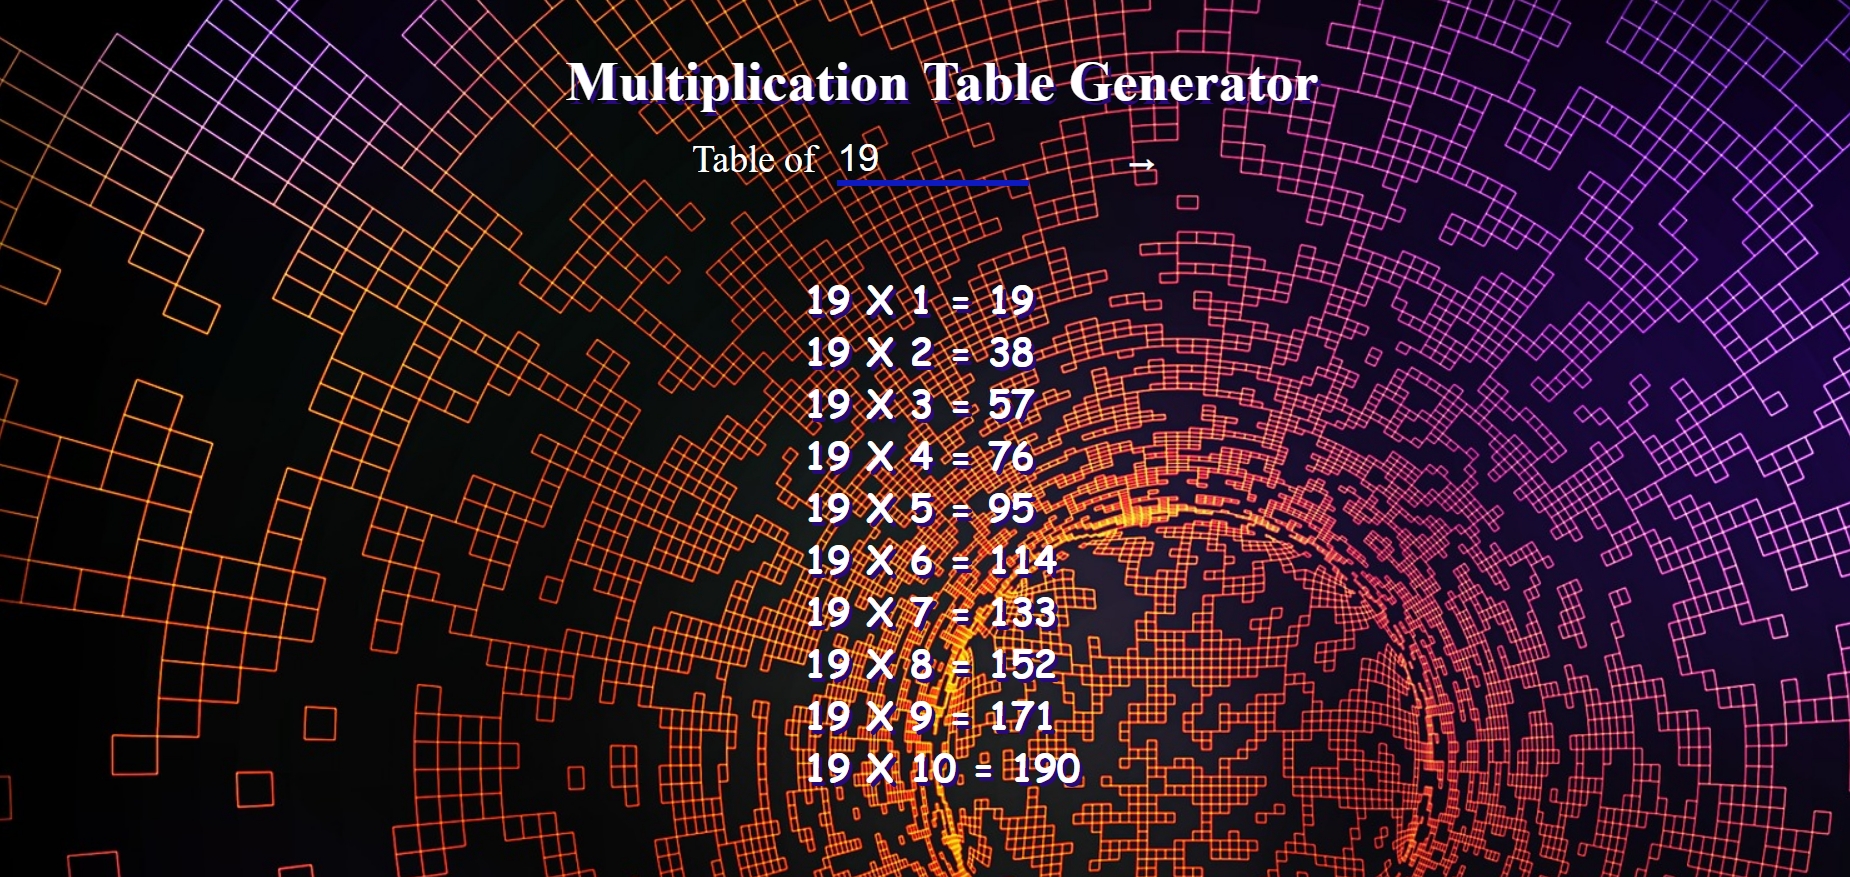 Multiplication Table Generator
Table of 19 →
19 X 1 = 19
19 X 2 = 38
19 X 3 = 57
19 X 4 = 76
19 X 5 = 95
19 X 6 = 114
19 X 7 = 133
19 X 8 = 152
19 X 9 = 171
19 X 10 = 190